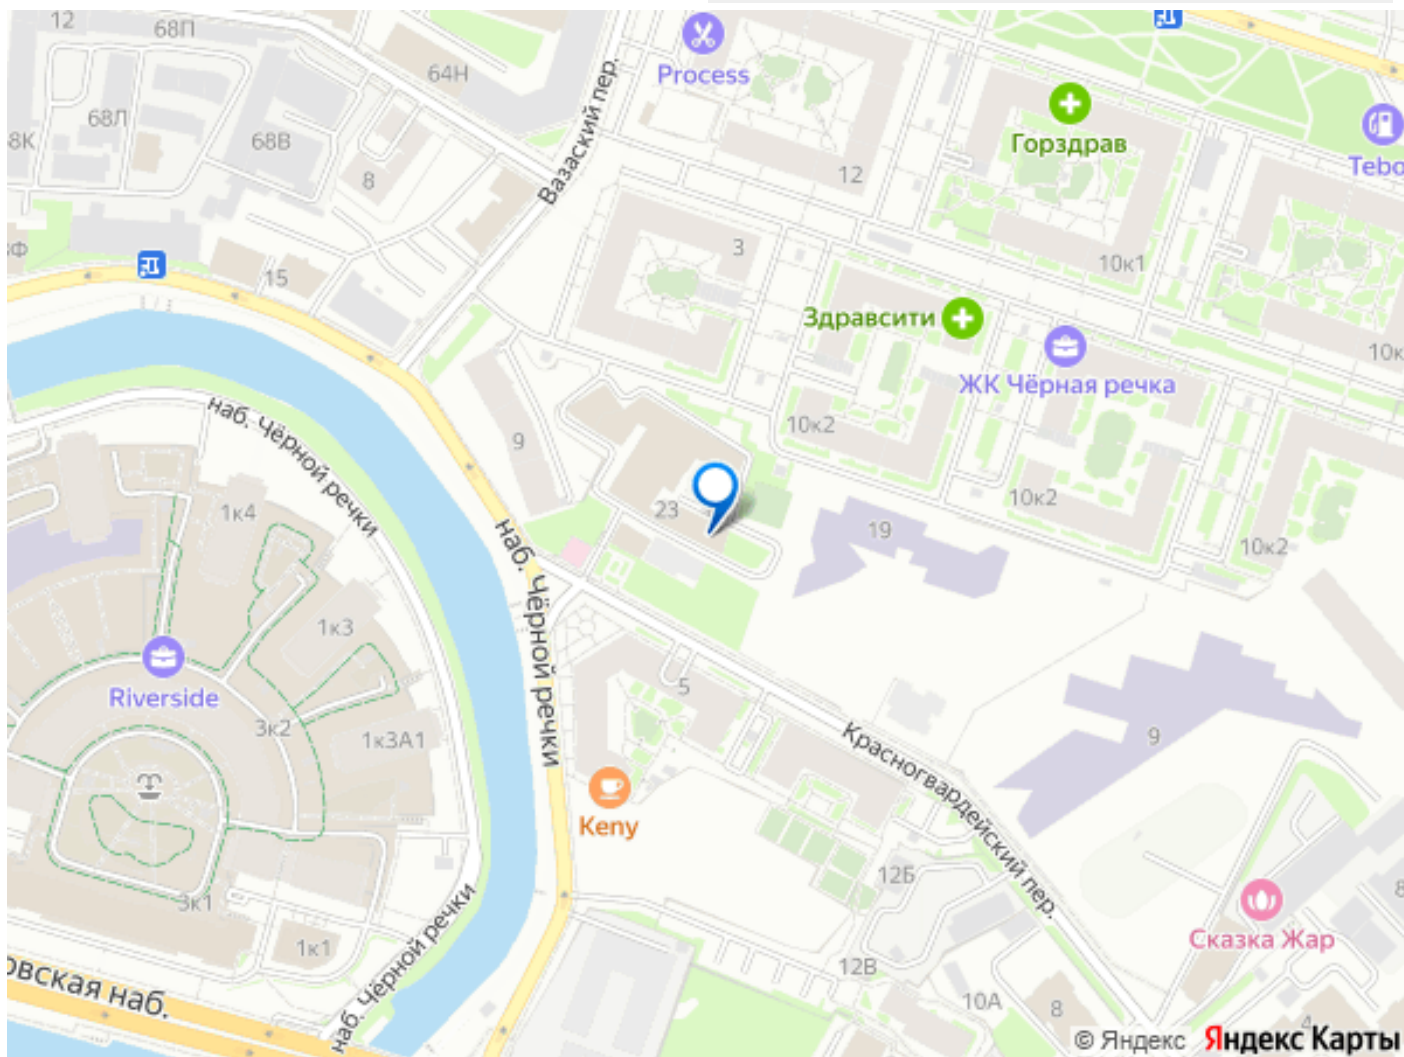 12
68П
64Н
Process
Вазаский пер.
68Л
68В
8К
8
Горздрав
12
Tebo
3Ф
15
3
10к1
Здравсити
ЖК Чёрная речка
10к
наб. Чёрной речки
9
10к2
10к2
1к4
23
19
10к2
наб. Чёрной речки
1к3
Riverside
5
3к2
1к3А1
Красногвардейский пер.
9
Keny
12Б
3к1
наб. Чёрной речки
8
Сказка Жар
1к1
12В
овская наб.
10А
8
4
© Яндекс Яндекс Карты